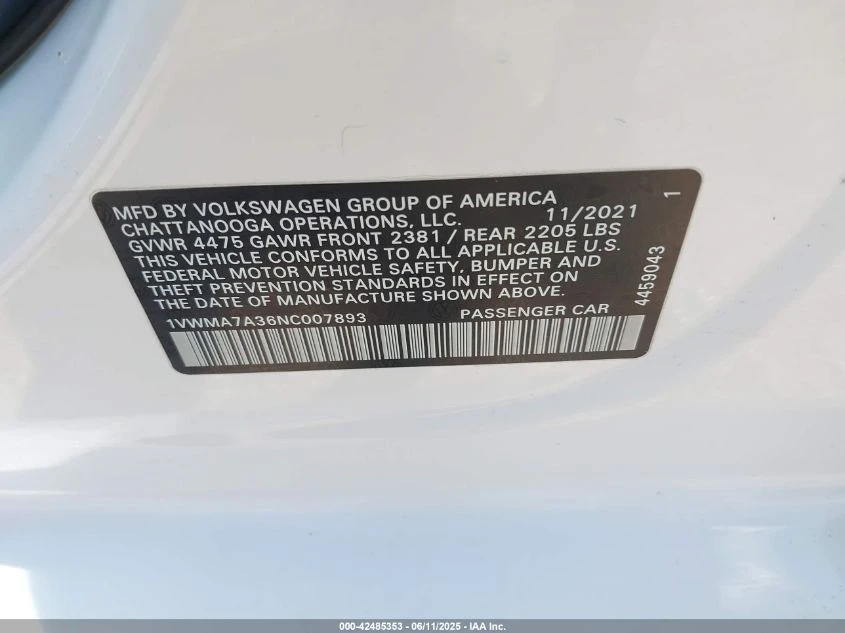 MFD BY VOLKSWAGEN GROUP OF AMERICA
CHATTANOOGA OPERATIONS, LLC. 11/2021
GVWR 4475 GAWR FRONT 2381 / REAR 2205 LBS
THIS VEHICLE CONFORMS TO ALL APPLICABLE U.S.
FEDERAL MOTOR VEHICLE SAFETY, BUMPER AND
THEFT PREVENTION STANDARDS IN EFFECT ON
THE DATE OF MANUFACTURE SHOWN ABOVE.
1VWMA7A36NC007893 PASSENGER CAR
4459043 1
000-42485353 - 06/11/2025 - IAA Inc.